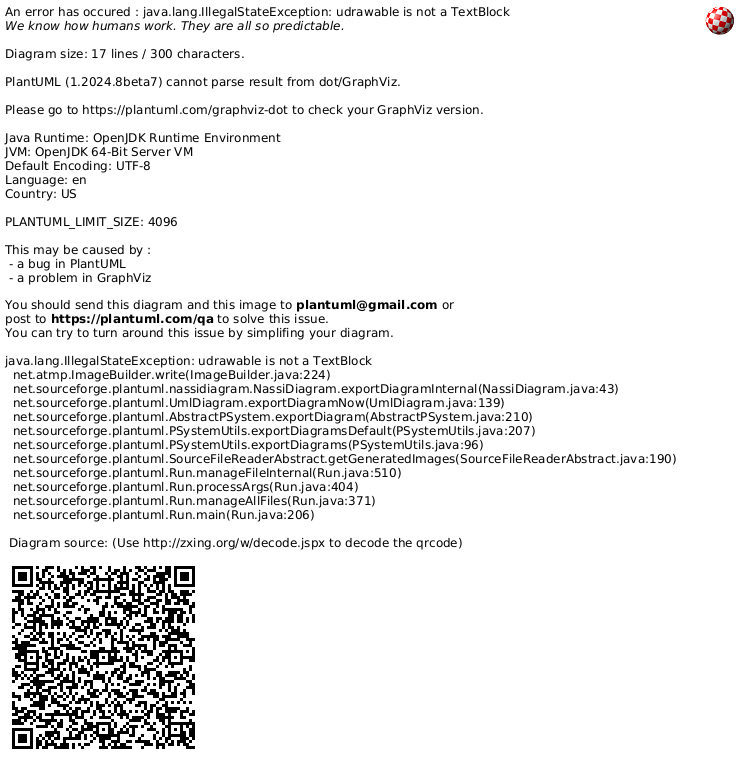 An error has occured : java.lang.IllegalStateException: udrawable is not a TextBlock
We know how humans work. They are all so predictable.
Diagram size: 17 lines / 300 characters.
PlantUML (1.2024.8beta7) cannot parse result from dot/GraphViz.
Please go to https://plantuml.com/graphviz-dot to check your GraphViz version.
Java Runtime: OpenJDK Runtime Environment
JVM: OpenJDK 64-Bit Server VM
Default Encoding: UTF-8
Language: en
Country: US
PLANTUML_LIMIT_SIZE: 4096
This may be caused by :
- a bug in PlantUML
- a problem in GraphViz
You should send this diagram and this image to plantuml@gmail.com or
post to https://plantuml.com/qa to solve this issue.
You can try to turn around this issue by simplifing your diagram.
java.lang.IllegalStateException: udrawable is not a TextBlock
net.atmp.ImageBuilder.write(ImageBuilder.java:224)
net.sourceforge.plantuml.nassidiagram.NassiDiagram.exportDiagramInternal(NassiDiagram.java:43)
net.sourceforge.plantuml.UmlDiagram.exportDiagramNow(UmlDiagram.java:139)
net.sourceforge.plantuml.AbstractPSystem.exportDiagram(AbstractPSystem.java:210)
net.sourceforge.plantuml.PSystemUtils.exportDiagramsDefault(PSystemUtils.java:207)
net.sourceforge.plantuml.PSystemUtils.exportDiagrams(PSystemUtils.java:96)
net.sourceforge.plantuml.SourceFileReaderAbstract.getGeneratedImages(SourceFileReaderAbstract.java:190)
net.sourceforge.plantuml.Run.manageFileInternal(Run.java:510)
net.sourceforge.plantuml.Run.processArgs(Run.java:404)
net.sourceforge.plantuml.Run.manageAllFiles(Run.java:371)
net.sourceforge.plantuml.Run.main(Run.java:206)
Diagram source: (Use http://zxing.org/w/decode.jspx to decode the qrcode)